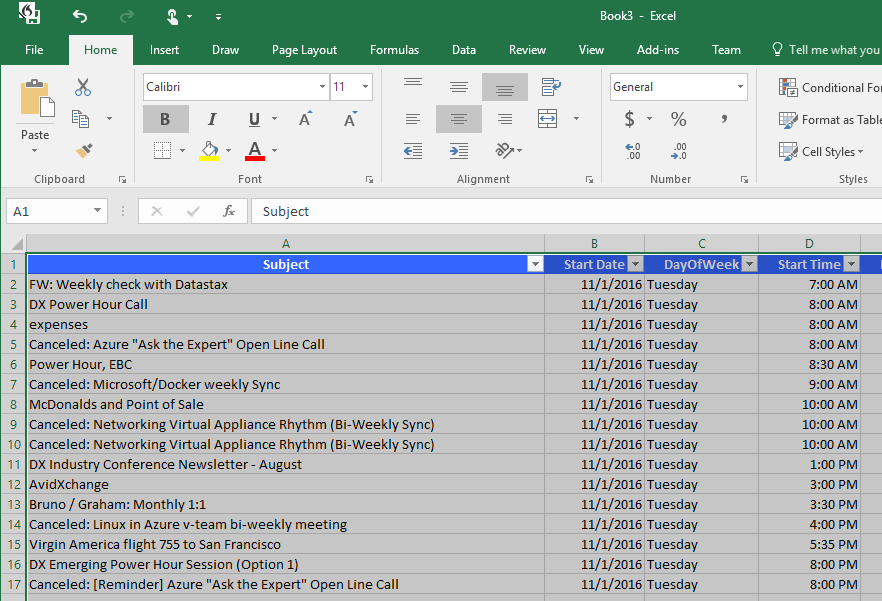 Book3 - Excel
File Home Insert Draw Page Layout Formulas Data Review View Add-ins Team Tell me what you
Calibri 11 General Conditional For
Paste B I U A A $ % , Format as Table
A .00 .00 Cell Styles
Clipboard Font Alignment Number Styles
A1 fx Subject
A B C D
1 Subject Start Date DayOfWeek Start Time
2 FW: Weekly check with Datastax 11/1/2016 Tuesday 7:00 AM
3 DX Power Hour Call 11/1/2016 Tuesday 8:00 AM
4 expenses 11/1/2016 Tuesday 8:00 AM
5 Canceled: Azure "Ask the Expert" Open Line Call 11/1/2016 Tuesday 8:00 AM
6 Power Hour, EBC 11/1/2016 Tuesday 8:30 AM
7 Canceled: Microsoft/Docker weekly Sync 11/1/2016 Tuesday 9:00 AM
8 McDonalds and Point of Sale 11/1/2016 Tuesday 10:00 AM
9 Canceled: Networking Virtual Appliance Rhythm (Bi-Weekly Sync) 11/1/2016 Tuesday 10:00 AM
10 Canceled: Networking Virtual Appliance Rhythm (Bi-Weekly Sync) 11/1/2016 Tuesday 10:00 AM
11 DX Industry Conference Newsletter - August 11/1/2016 Tuesday 1:00 PM
12 AvidXchange 11/1/2016 Tuesday 3:00 PM
13 Bruno / Graham: Monthly 1:1 11/1/2016 Tuesday 3:30 PM
14 Canceled: Linux in Azure v-team bi-weekly meeting 11/1/2016 Tuesday 4:00 PM
15 Virgin America flight 755 to San Francisco 11/1/2016 Tuesday 5:35 PM
16 DX Emerging Power Hour Session (Option 1) 11/1/2016 Tuesday 8:00 PM
17 Canceled: [Reminder] Azure "Ask the Expert" Open Line Call 11/1/2016 Tuesday 8:00 PM